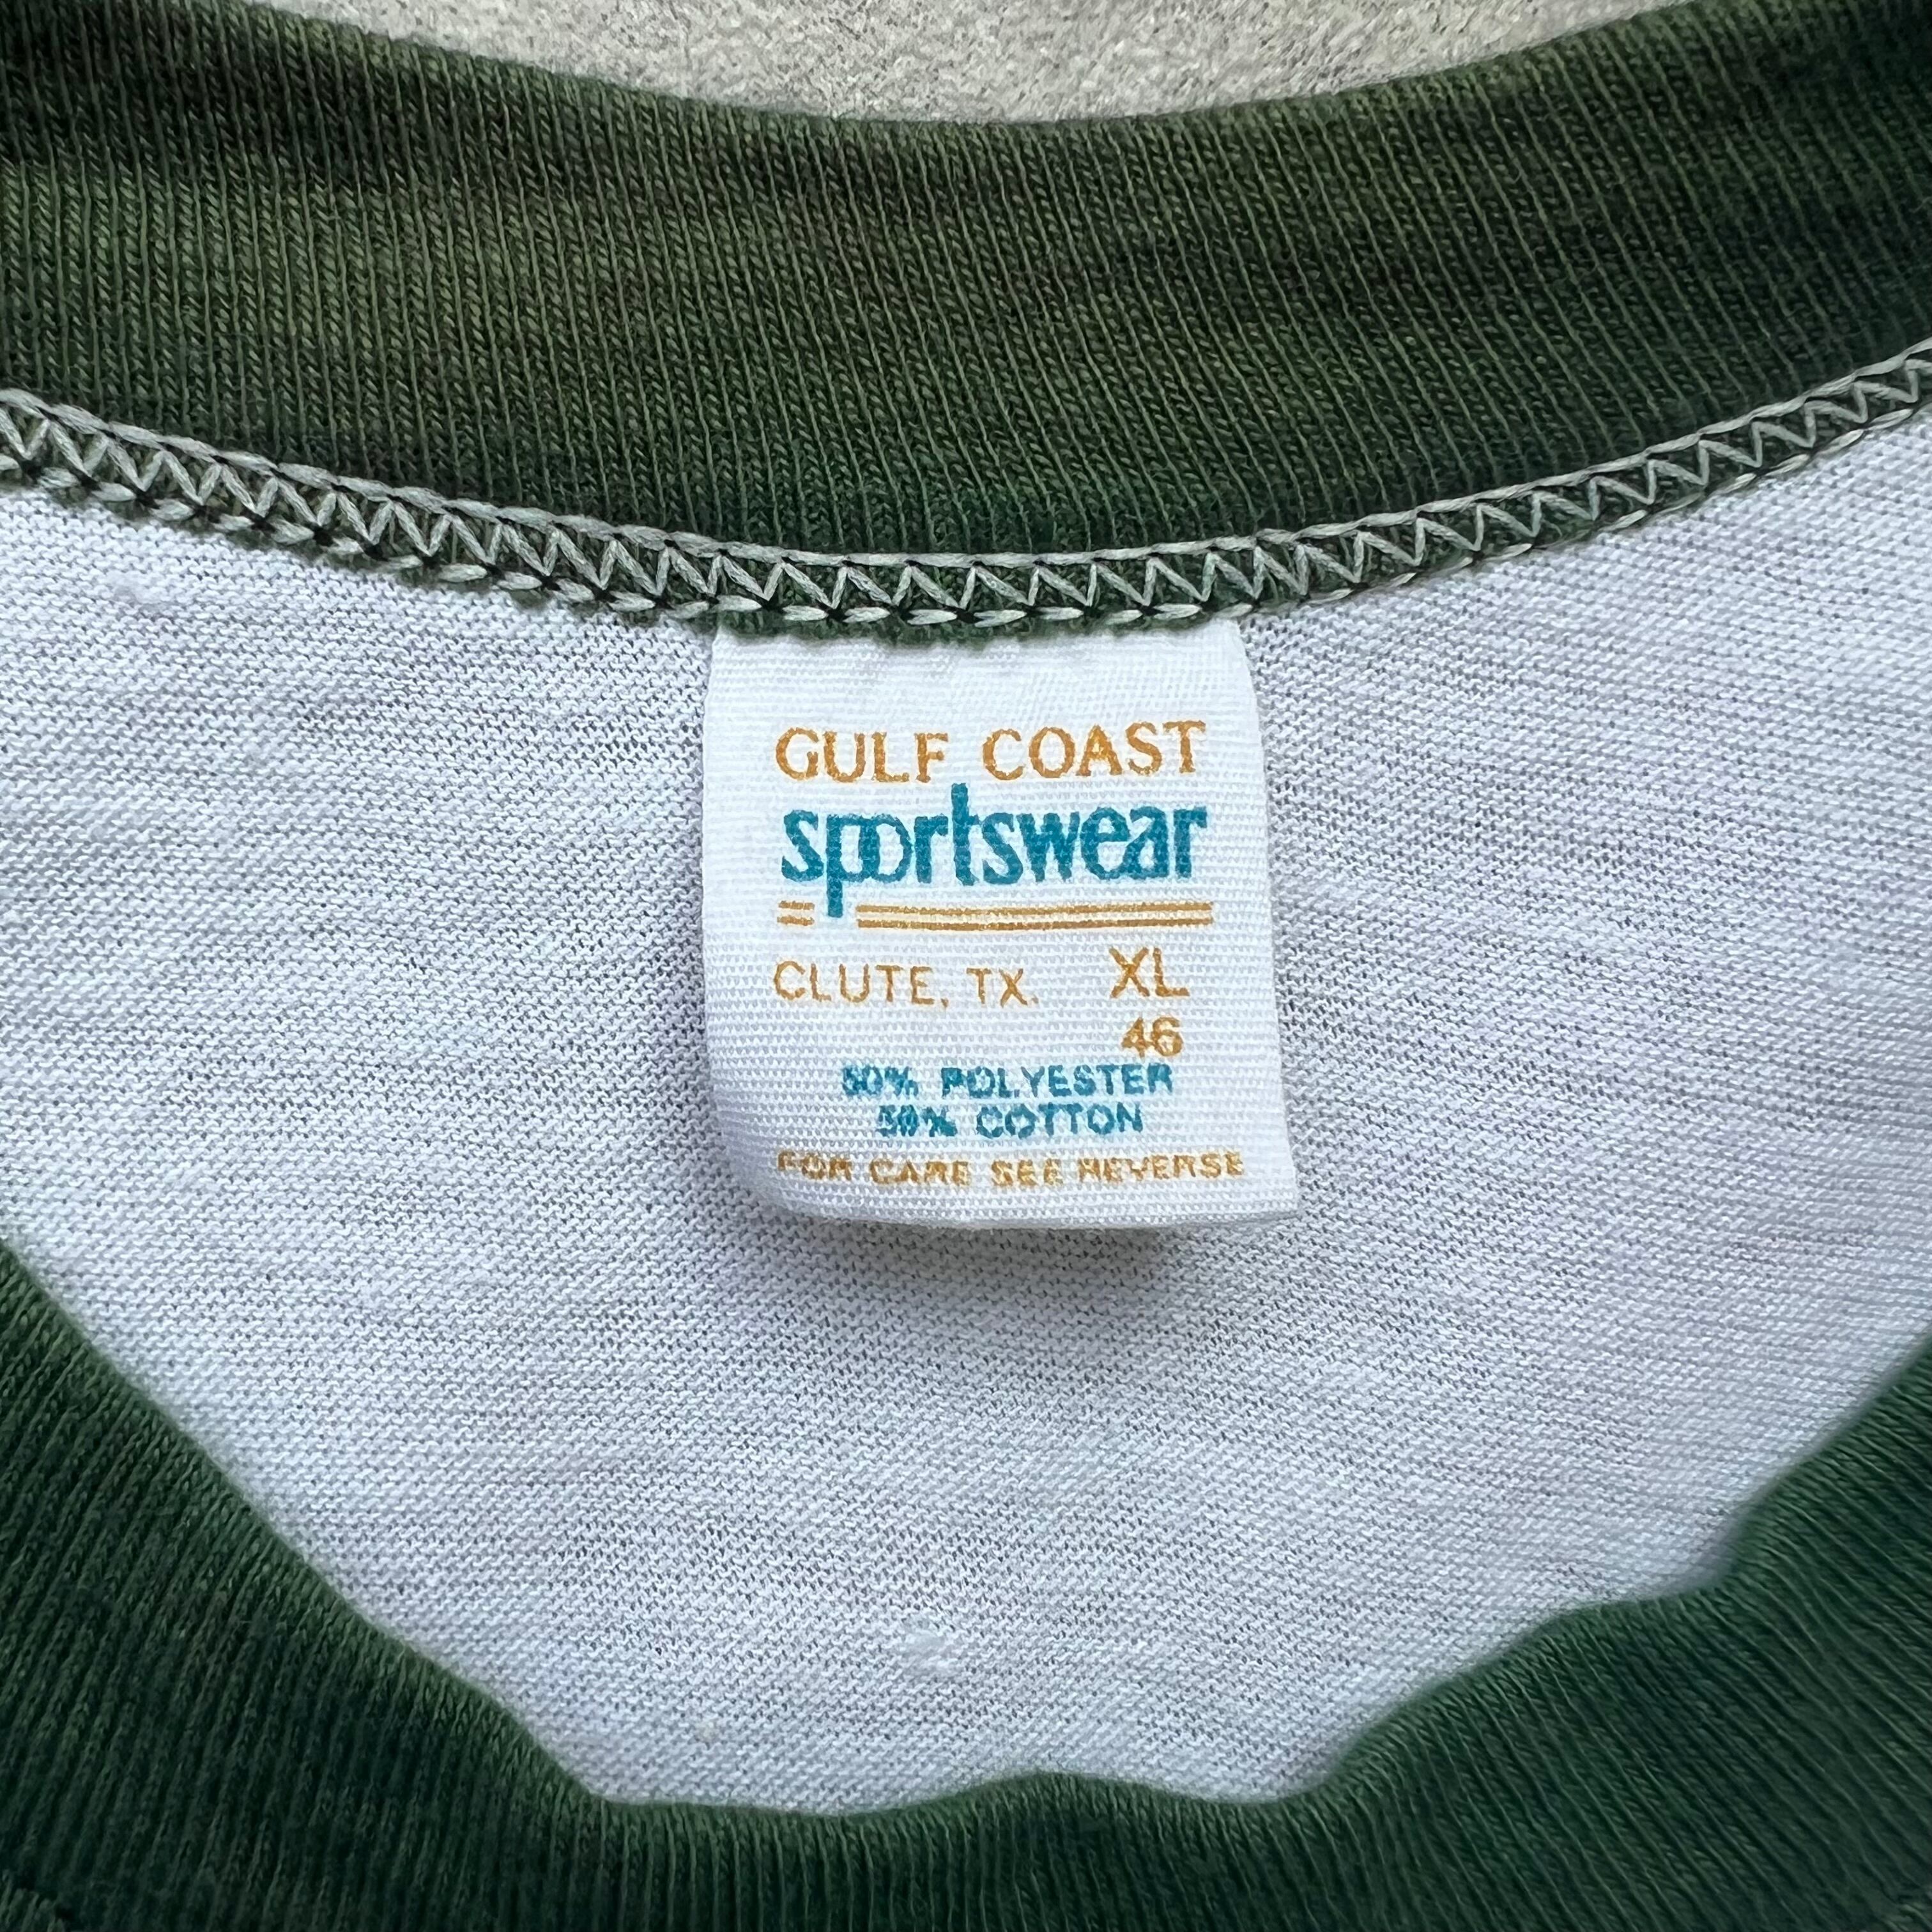 GULF COAST
sportswear
CLUTE, TX. XL
46
50% POLYESTER
50% COTTON
FOR CARE SEE REVERSE